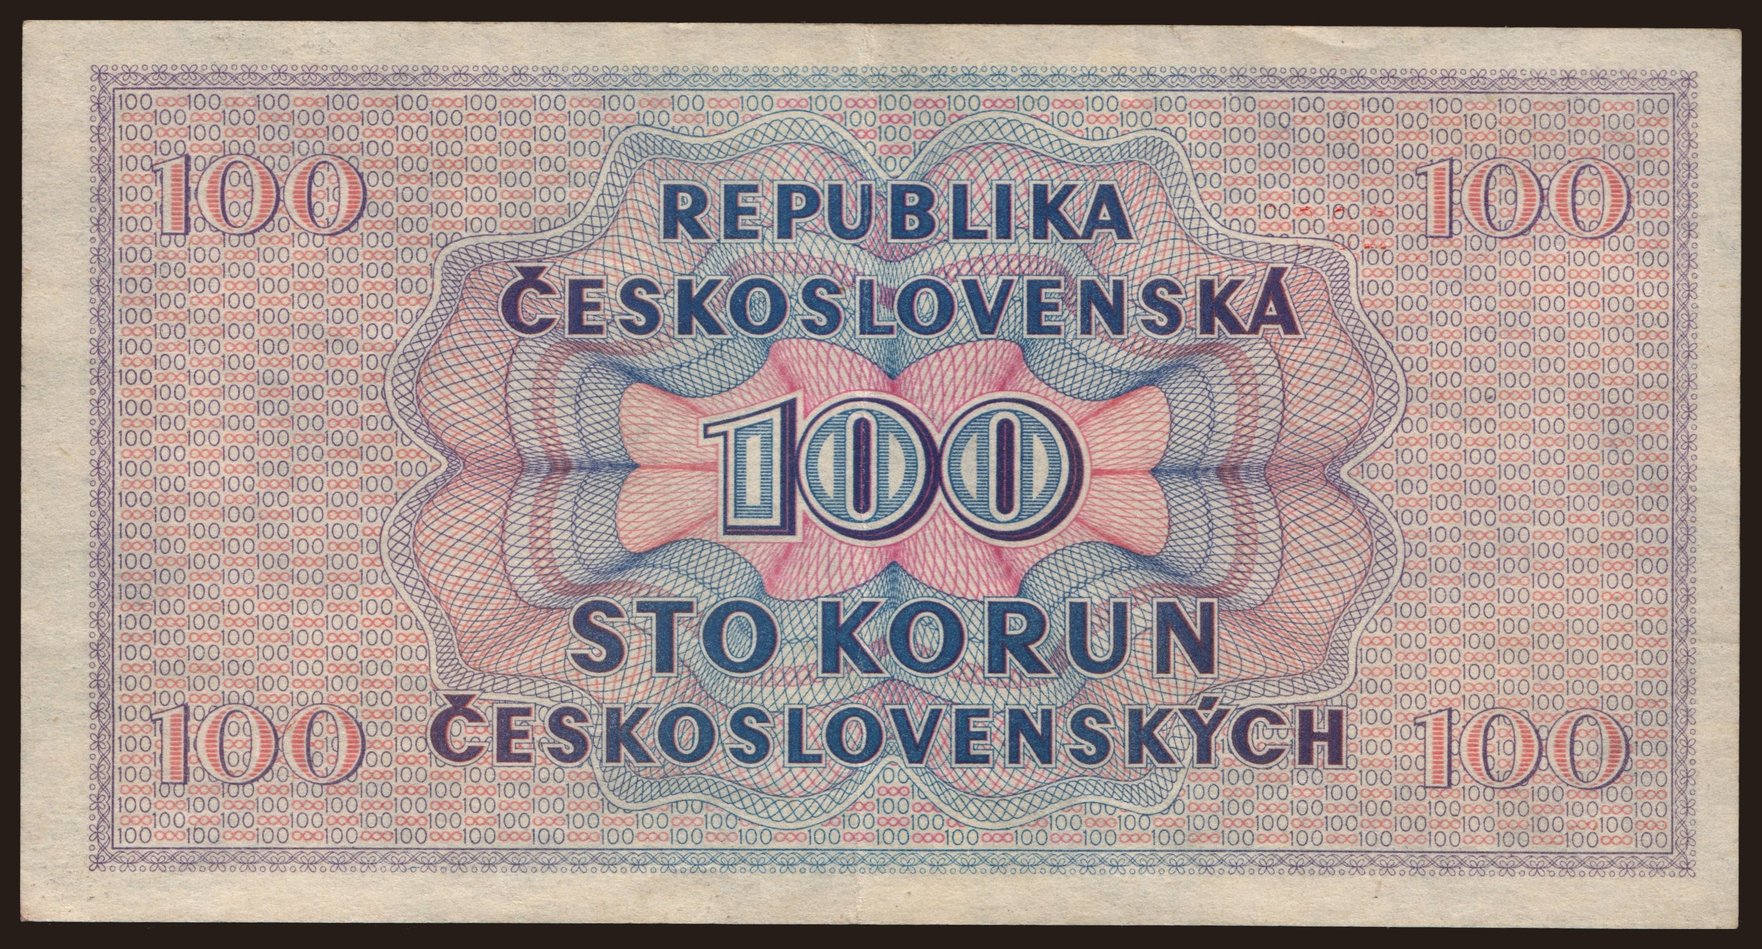 100 100
REPUBLIKA
ČESKOSLOVENSKÁ
100
STO KORUN
ČESKOSLOVENSKÝCH
100 100